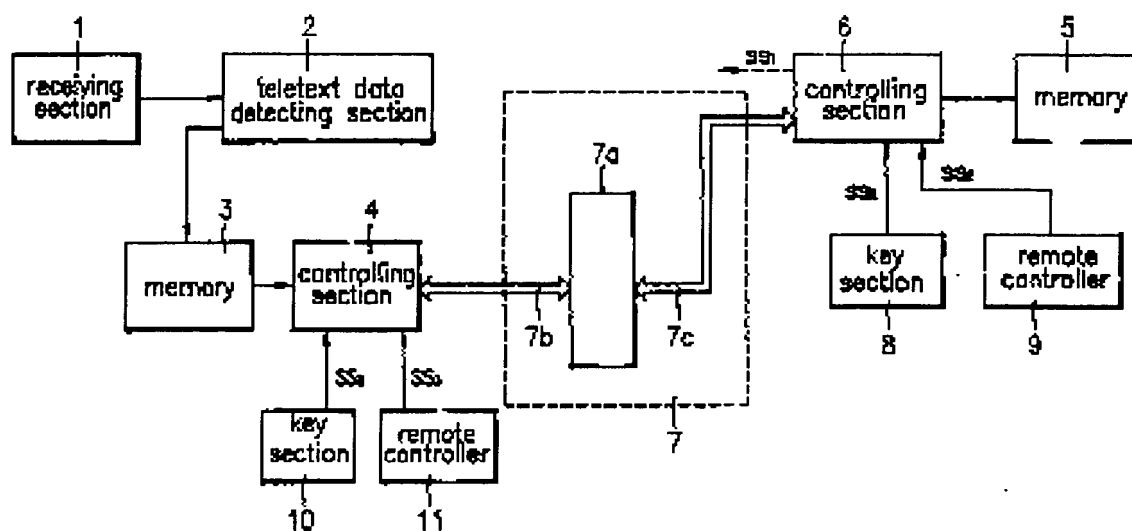 1
2
6
5
receiving
section
teletext data
detecting section
controlling
section
memory
7a
3
4
memory
controlling
section
7b
7c
key
section
remote
controller
8
9
key
section
remote
controller
7
10
11